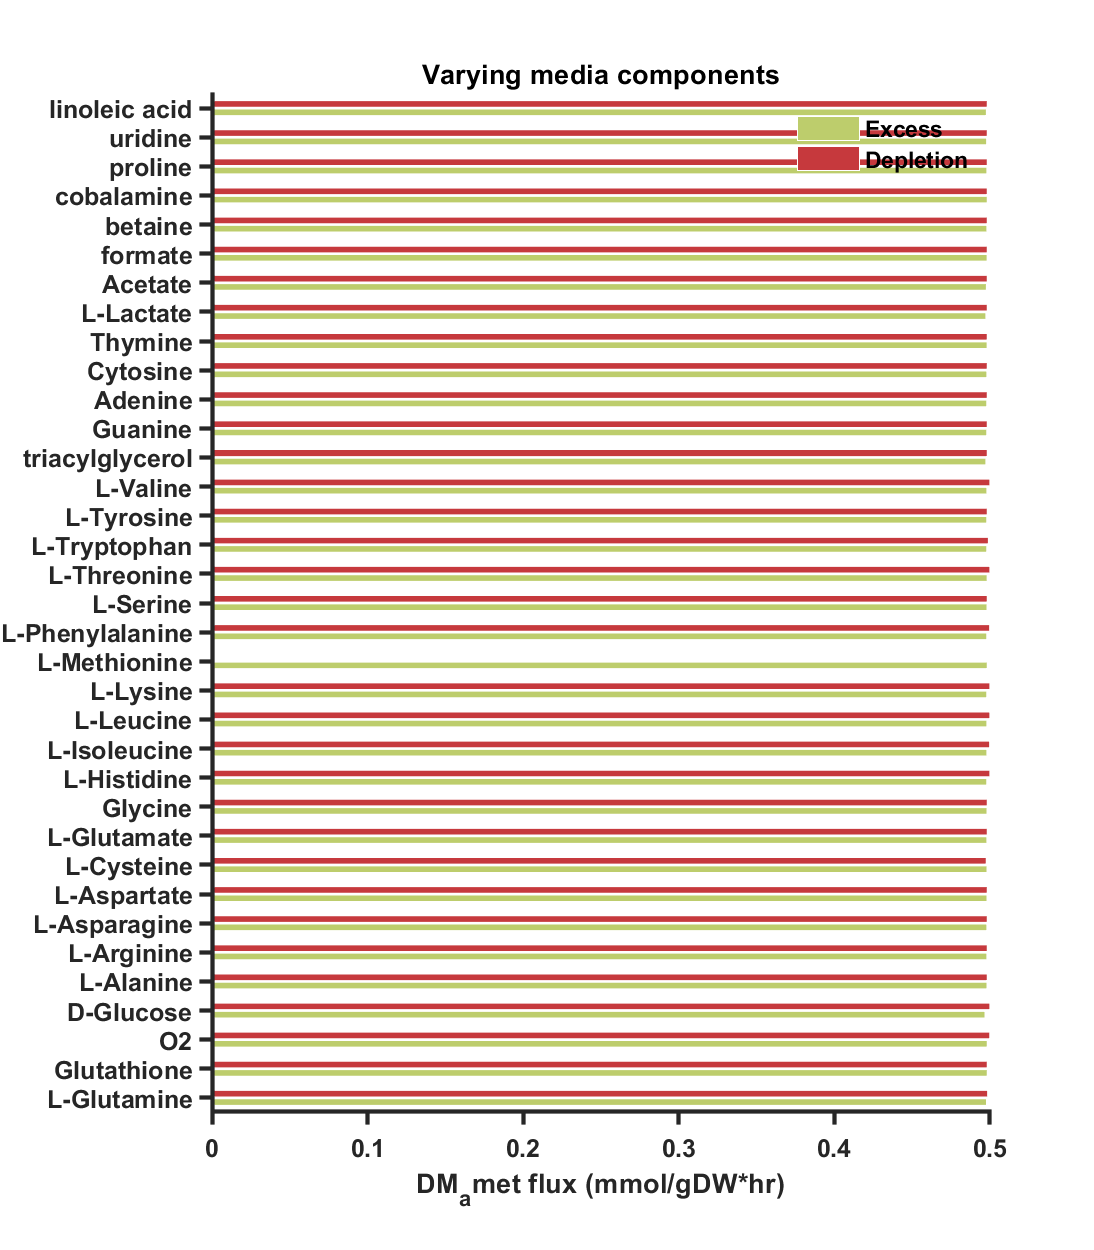 Varying media components
linoleic acid
uridine
proline
cobalamine
betaine
formate
Acetate
L-Lactate
Thymine
Cytosine
Adenine
Guanine
triacylglycerol
L-Valine
L-Tyrosine
L-Tryptophan
L-Threonine
L-Serine
L-Phenylalanine
L-Methionine
L-Lysine
L-Leucine
L-Isoleucine
L-Histidine
Glycine
L-Glutamate
L-Cysteine
L-Aspartate
L-Asparagine
L-Arginine
L-Alanine
D-Glucose
O2
Glutathione
L-Glutamine
Excess
Depletion
0 0.1 0.2 0.3 0.4 0.5
DMamet flux (mmol/gDW*hr)